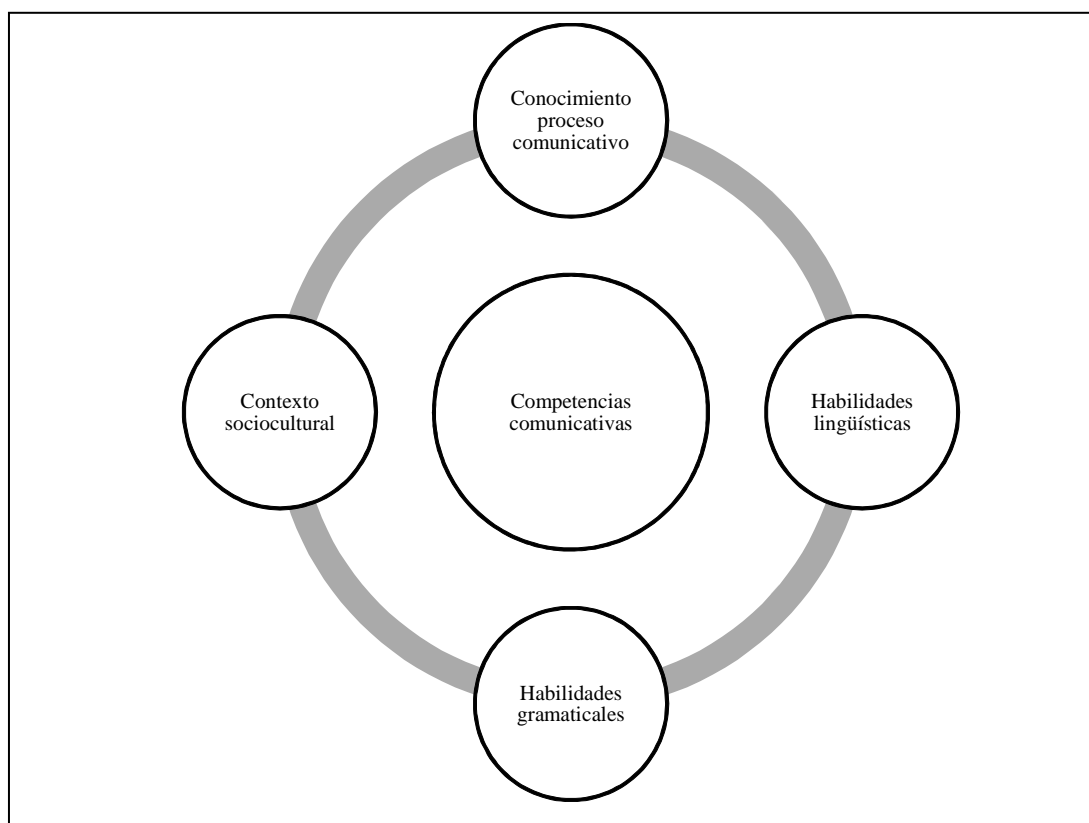 Conocimiento
proceso
comunicativo
Contexto
sociocultural
Competencias
comunicativas
Habilidades
lingüísticas
Habilidades
gramaticales